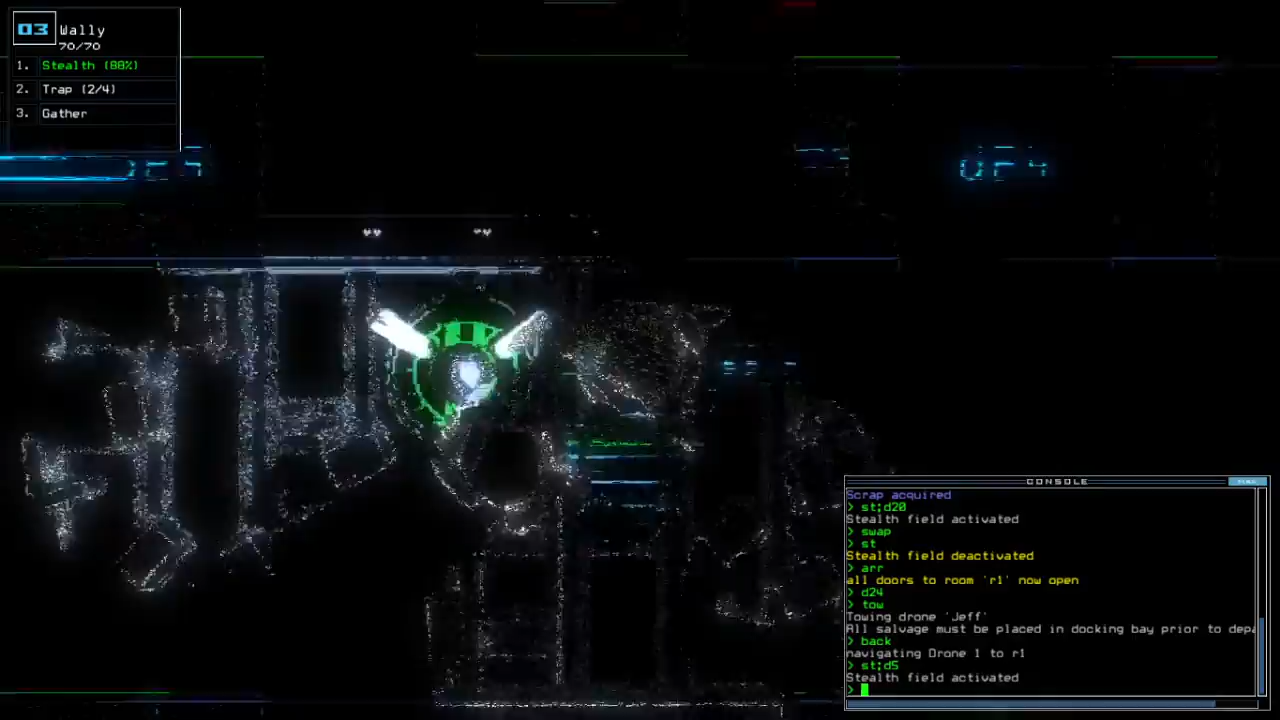 03 Wally
70/70
1. Stealth (88%)
2. Trap (2/4)
3. Gather
CONSOLE
Scrap acquired
> st;d20
Stealth field activated
> swap
> st
Stealth field deactivated
> arr
all doors to room 'r1' now open
> d24
> tow
Towing drone 'Jeff'
All salvage must be placed in docking bay prior to depa
> back
navigating Drone 1 to r1
> st;d5
Stealth field activated
>